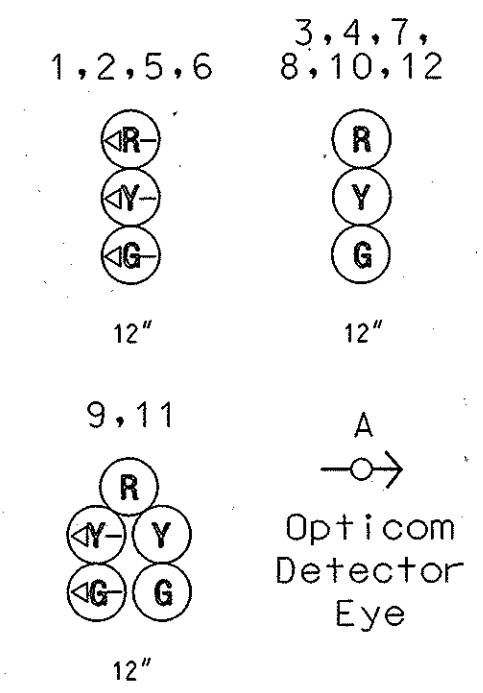 1,2,5,6
R
Y
G
12"
3,4,7,
8,10,12
R
Y
G
12"
9,11
R
Y Y
G G
12"
A
Opticom
Detector
Eye